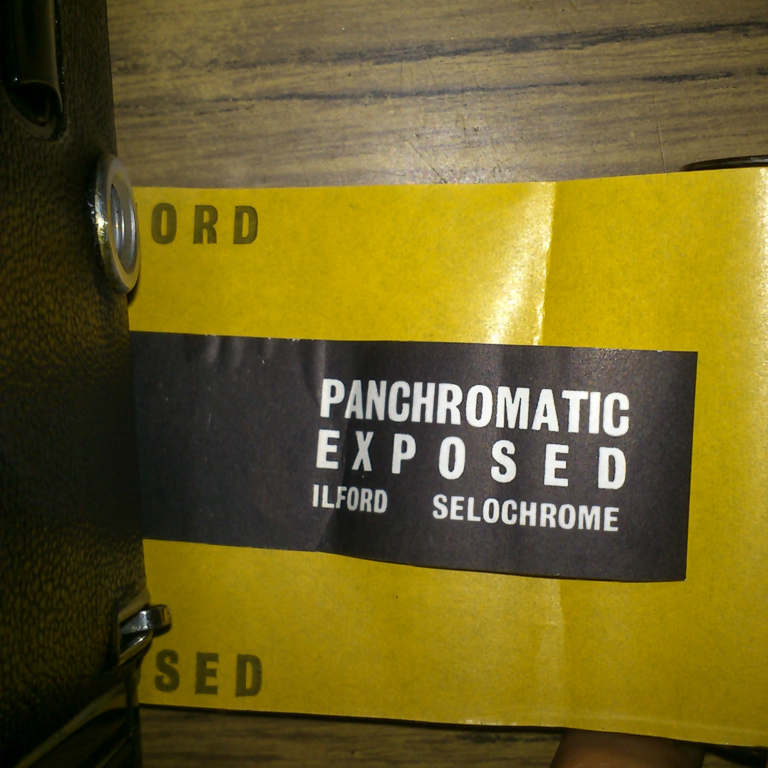 ORD
PANCHROMATIC
EXPOSED
ILFORD SELOCHROME
SED